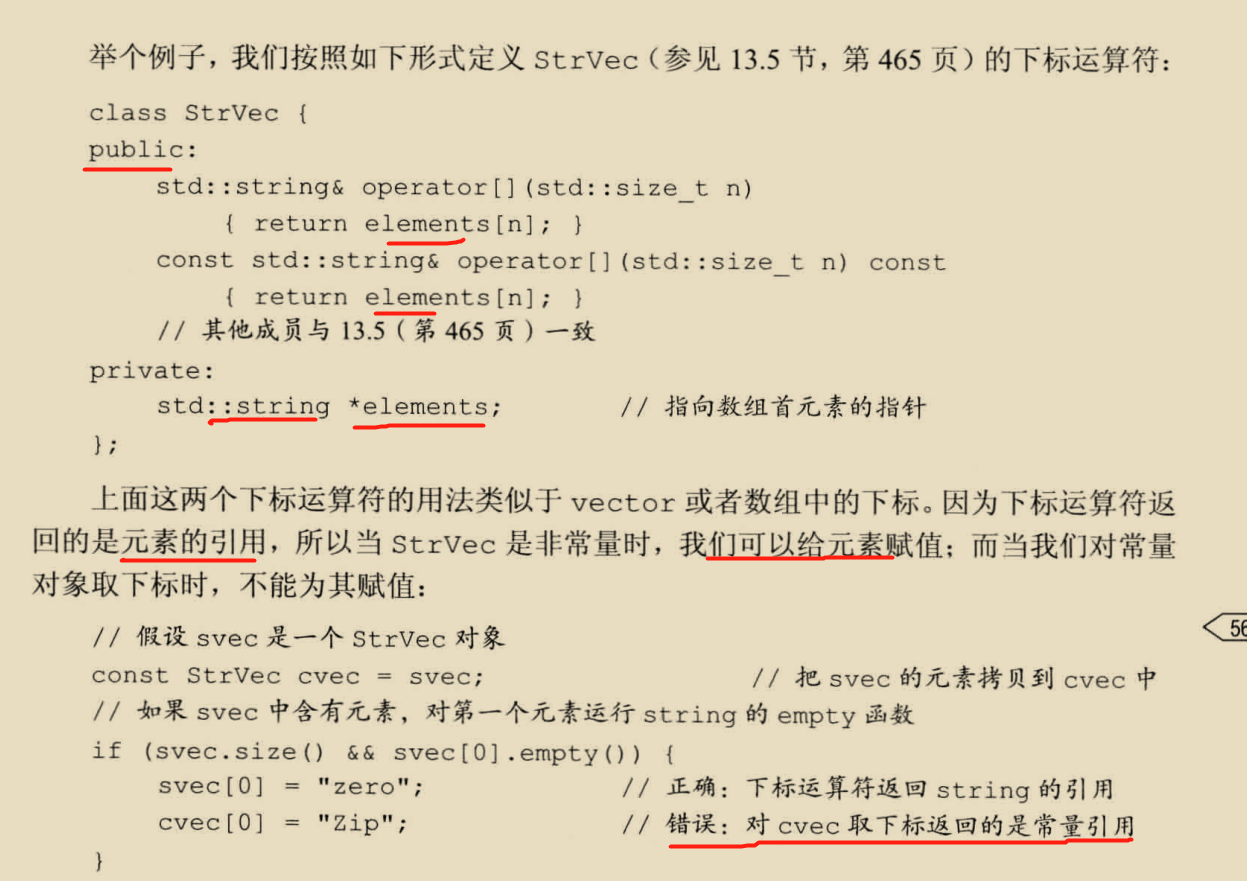 举个例子，我们按照如下形式定义 StrVec（参见 13.5 节，第 465 页）的下标运算符：
class StrVec {
public:
    std::string& operator[](std::size_t n)
        { return elements[n]; }
    const std::string& operator[](std::size_t n) const
        { return elements[n]; }
    // 其他成员与 13.5（第 465 页）一致
private:
    std::string *elements;        // 指向数组首元素的指针
};
上面这两个下标运算符的用法类似于 vector 或者数组中的下标。因为下标运算符返
回的是元素的引用，所以当 StrVec 是非常量时，我们可以给元素赋值；而当我们对常量
对象取下标时，不能为其赋值：
// 假设 svec 是一个 StrVec 对象
const StrVec cvec = svec;        // 把 svec 的元素拷贝到 cvec 中
// 如果 svec 中含有元素，对第一个元素运行 string 的 empty 函数
if (svec.size() && svec[0].empty()) {
    svec[0] = "zero";        // 正确：下标运算符返回 string 的引用
    cvec[0] = "Zip";        // 错误：对 cvec 取下标返回的是常量引用
}
56